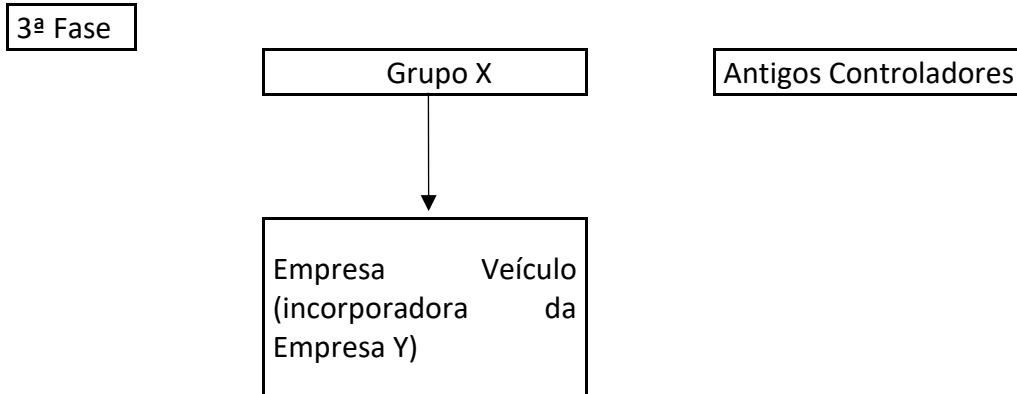 3ª Fase
Grupo X
Antigos Controladores
Empresa Veículo
(incorporadora da
Empresa Y)